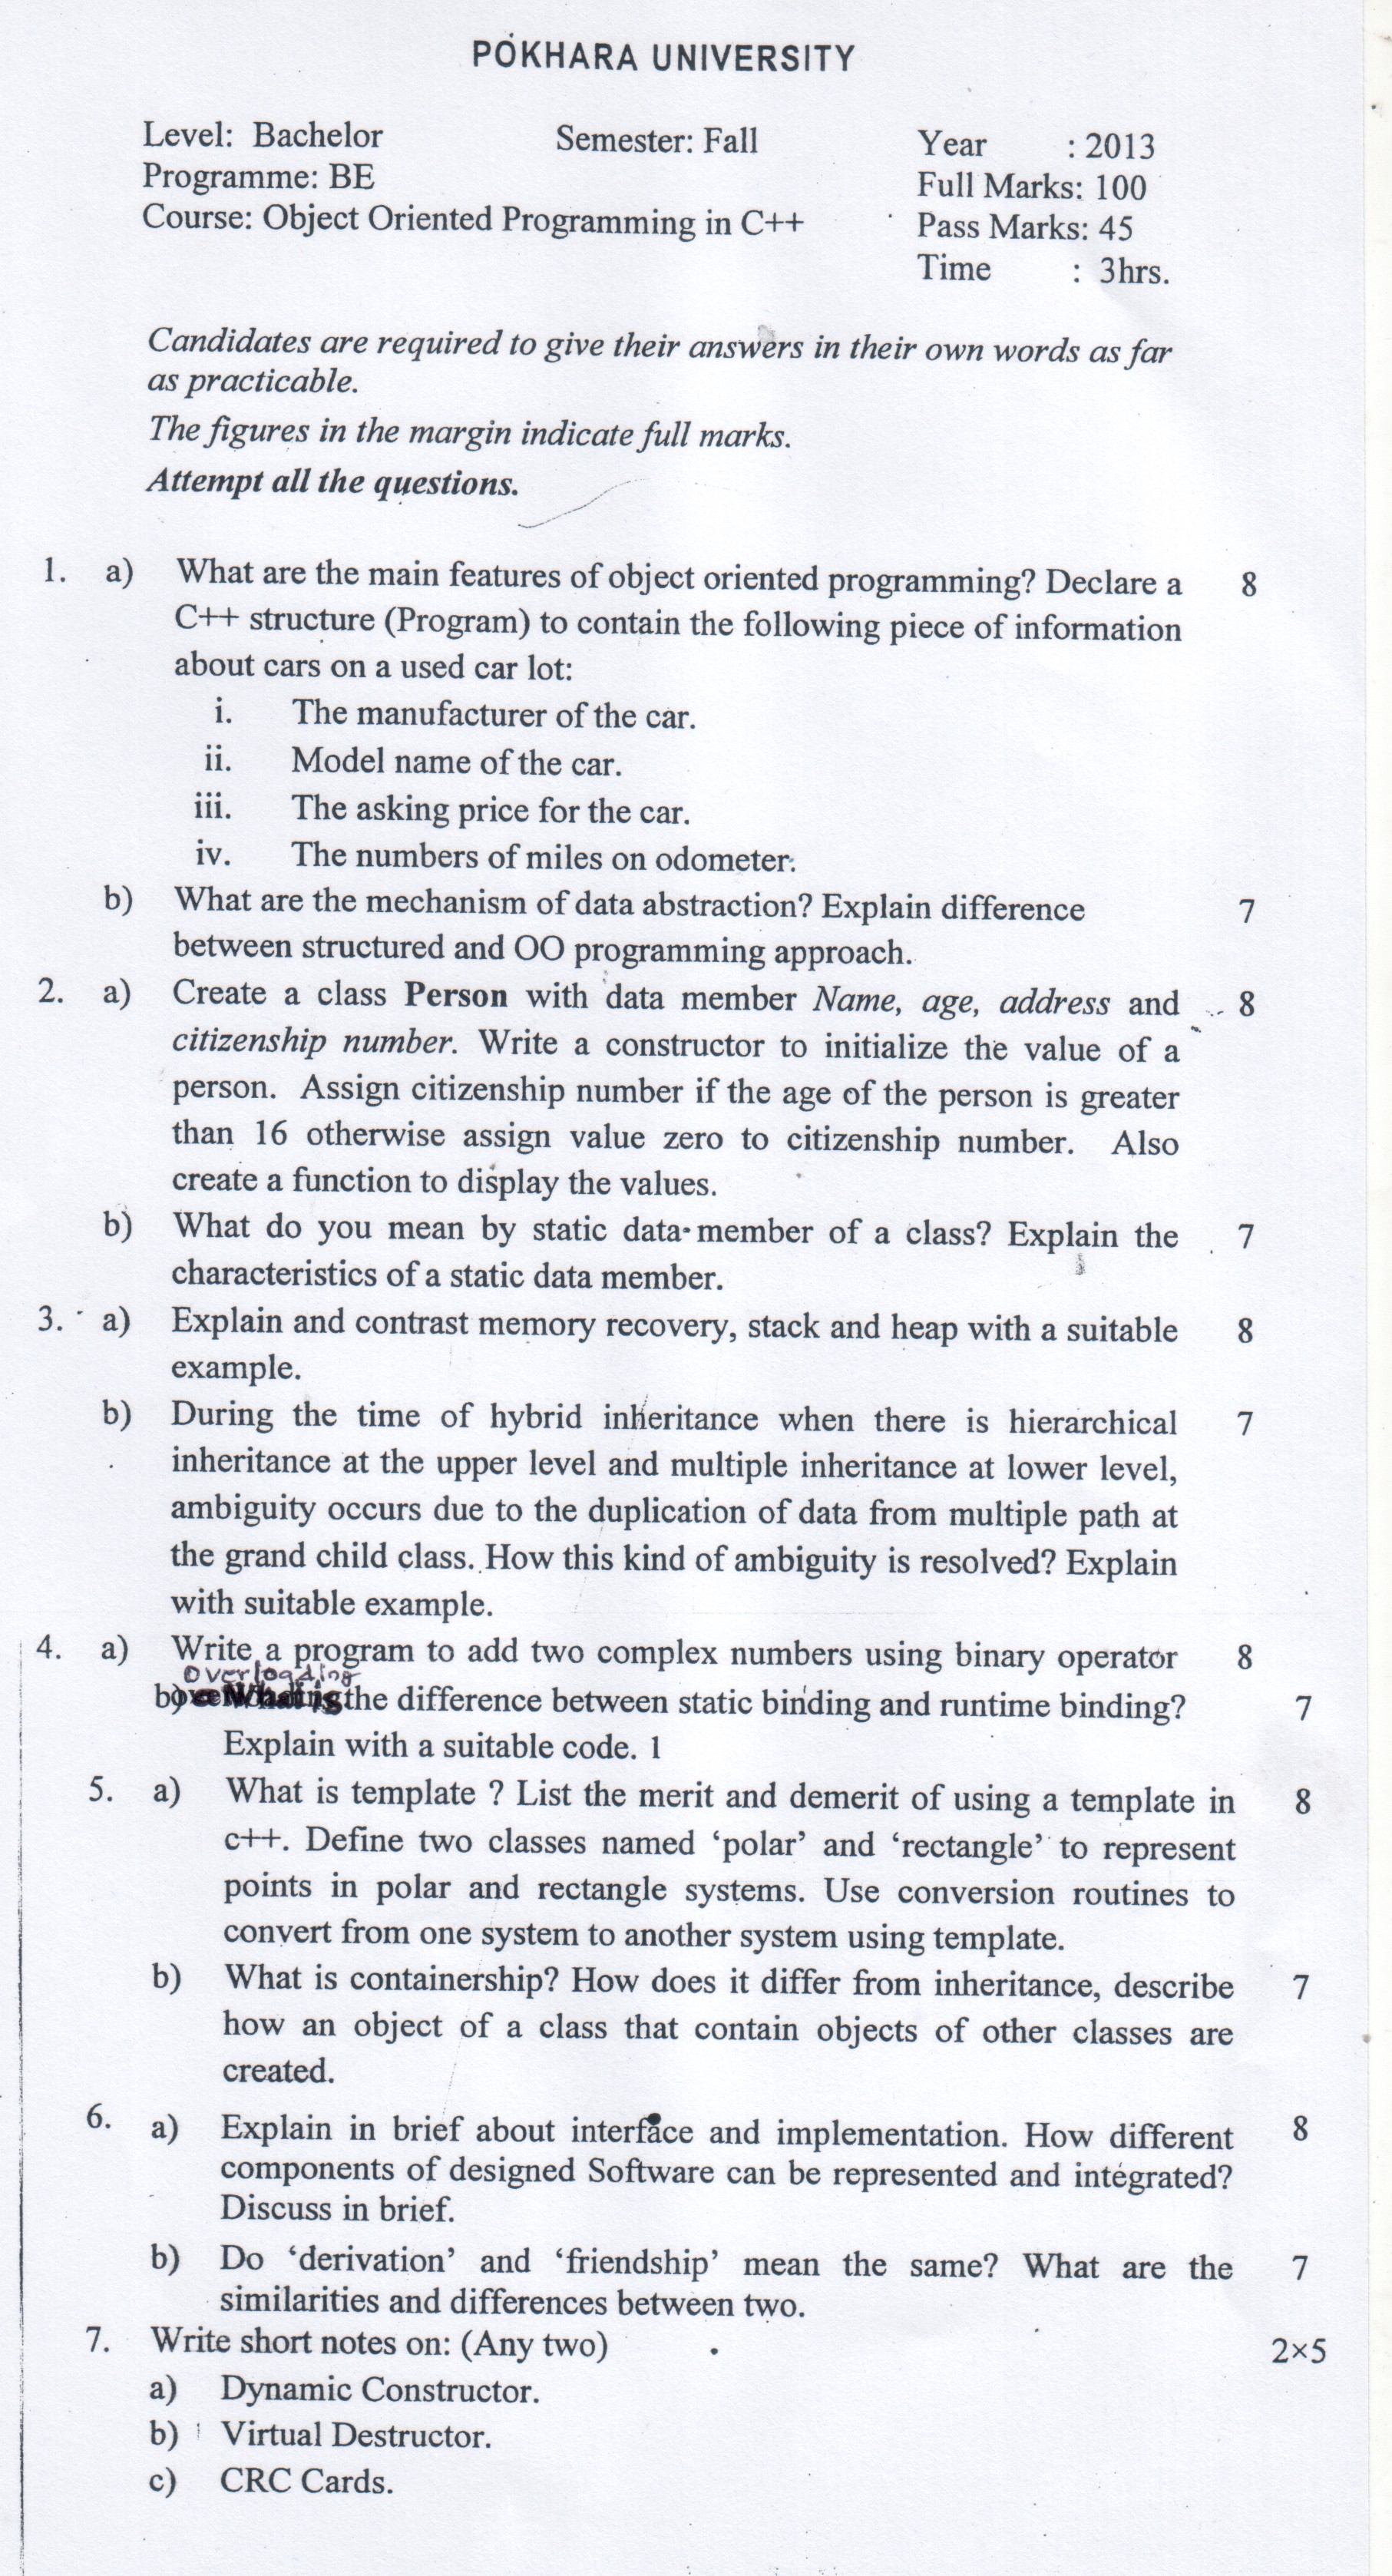 POKHARA UNIVERSITY
Level: Bachelor Semester: Fall Year : 2013
Programme: BE Full Marks: 100
Course: Object Oriented Programming in C++ Pass Marks: 45
Time : 3hrs.
Candidates are required to give their answers in their own words as far
as practicable.
The figures in the margin indicate full marks.
Attempt all the questions.
1. a) What are the main features of object oriented programming? Declare a 8
C++ structure (Program) to contain the following piece of information
about cars on a used car lot:
i. The manufacturer of the car.
ii. Model name of the car.
iii. The asking price for the car.
iv. The numbers of miles on odometer.
b) What are the mechanism of data abstraction? Explain difference 7
between structured and OO programming approach.
2. a) Create a class Person with data member Name, age, address and 8
citizenship number. Write a constructor to initialize the value of a
person. Assign citizenship number if the age of the person is greater
than 16 otherwise assign value zero to citizenship number. Also
create a function to display the values.
b) What do you mean by static data member of a class? Explain the 7
characteristics of a static data member.
3. a) Explain and contrast memory recovery, stack and heap with a suitable 8
example.
b) During the time of hybrid inheritance when there is hierarchical 7
inheritance at the upper level and multiple inheritance at lower level,
ambiguity occurs due to the duplication of data from multiple path at
the grand child class. How this kind of ambiguity is resolved? Explain
with suitable example.
4. a) Write a program to add two complex numbers using binary operator 8
overloading
b) What is the difference between static binding and runtime binding? 7
Explain with a suitable code. 1
5. a) What is template ? List the merit and demerit of using a template in 8
c++. Define two classes named ‘polar’ and ‘rectangle’ to represent
points in polar and rectangle systems. Use conversion routines to
convert from one system to another system using template.
b) What is containership? How does it differ from inheritance, describe 7
how an object of a class that contain objects of other classes are
created.
6. a) Explain in brief about interface and implementation. How different 8
components of designed Software can be represented and integrated?
Discuss in brief.
b) Do ‘derivation’ and ‘friendship’ mean the same? What are the 7
similarities and differences between two.
7. Write short notes on: (Any two) 2×5
a) Dynamic Constructor.
b) Virtual Destructor.
c) CRC Cards.